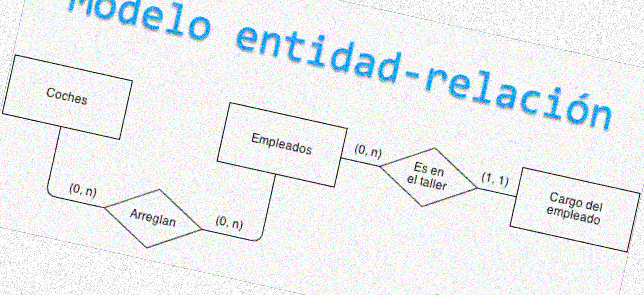 Modelo entidad-relación
Coches
Empleados
(0, n)
Es en
el taller
(1, 1)
Cargo del
empleado
(0, n)
Arreglan
(0, n)